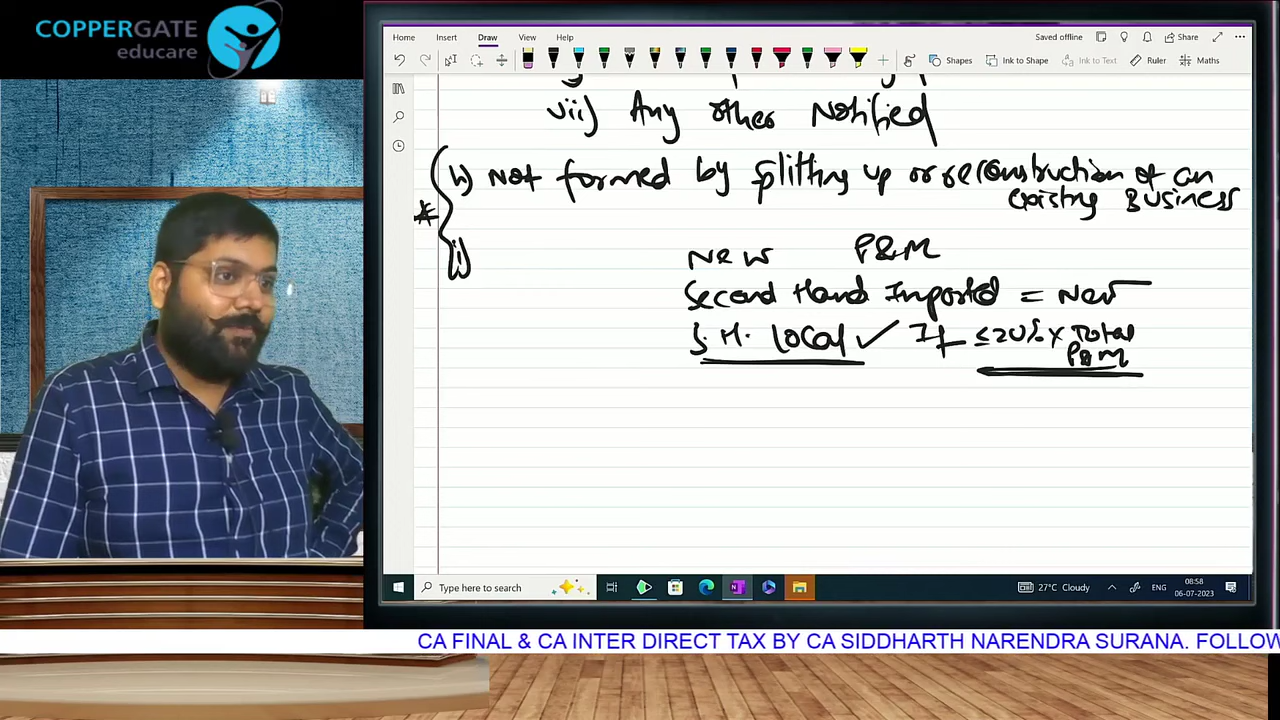 COPPERGATE
educare
Home Insert Draw View Help
Saved offline
Share
Shapes
Ink to Shape
Ink to Text
Ruler
Maths
vii) Any other Notified
h) Not formed by splitting up or reconstruction of an
existing Business
i)
New P&M
Second Hand Imported = New
S.H. Local ✓ If ≤20% x Total
P&M
Type here to search
27°C Cloudy
ENG
08:58
06-07-2023
CA FINAL & CA INTER DIRECT TAX BY CA SIDDHARTH NARENDRA SURANA. FOLLOW